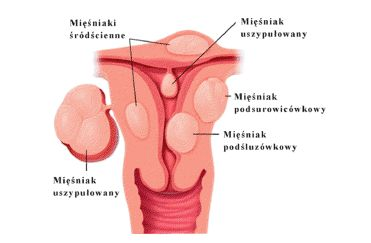 Mięśniaki
śródścienne
Mięśniak
uszypułowany
Mięśniak
podsurowicówkowy
Mięśniak
podśluzówkowy
Mięśniak
uszypułowany